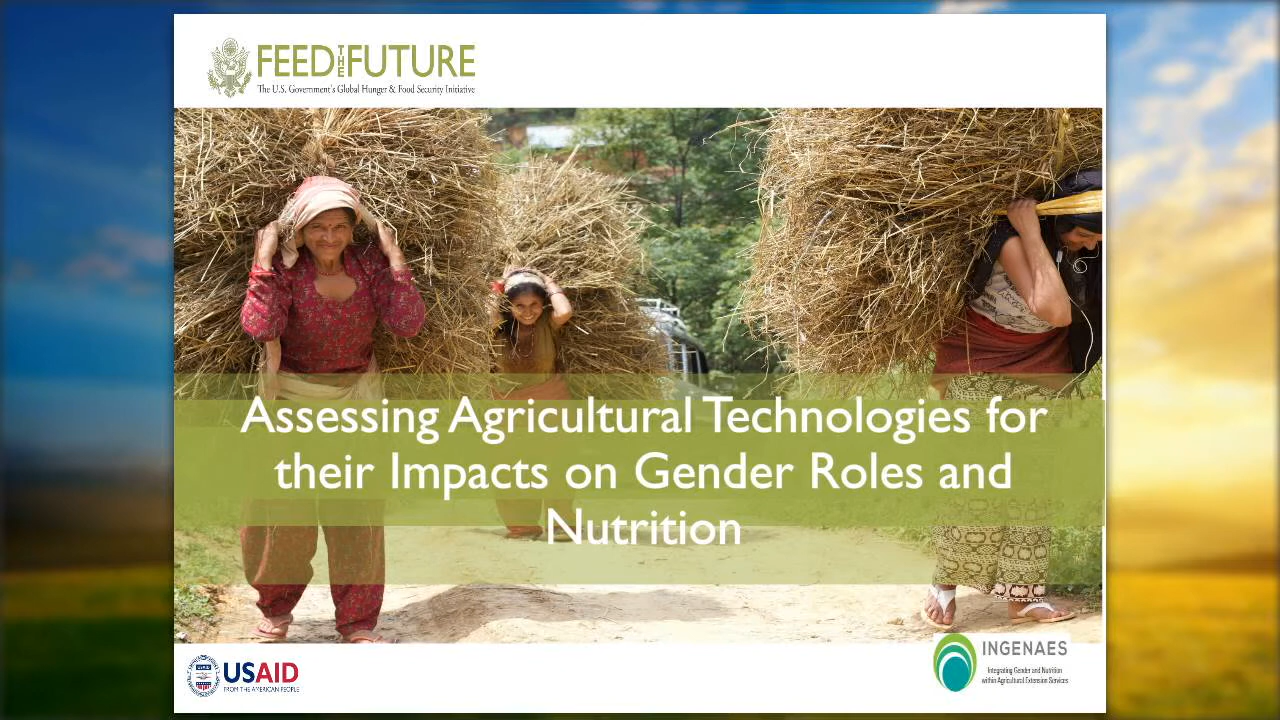 FEED THE FUTURE
The U.S. Government's Global Hunger & Food Security Initiative
Assessing Agricultural Technologies for
their Impacts on Gender Roles and
Nutrition
USAID
FROM THE AMERICAN PEOPLE
INGENAES
Integrating Gender and Nutrition
within Agricultural Extension Services